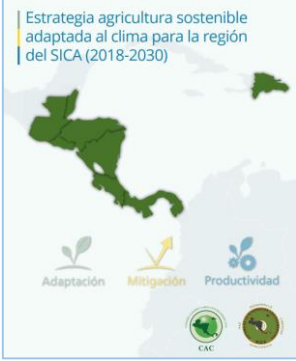 Estrategia agricultura sostenible
adaptada al clima para la región
del SICA (2018-2030)
Adaptación
Mitigación
Productividad
CAC